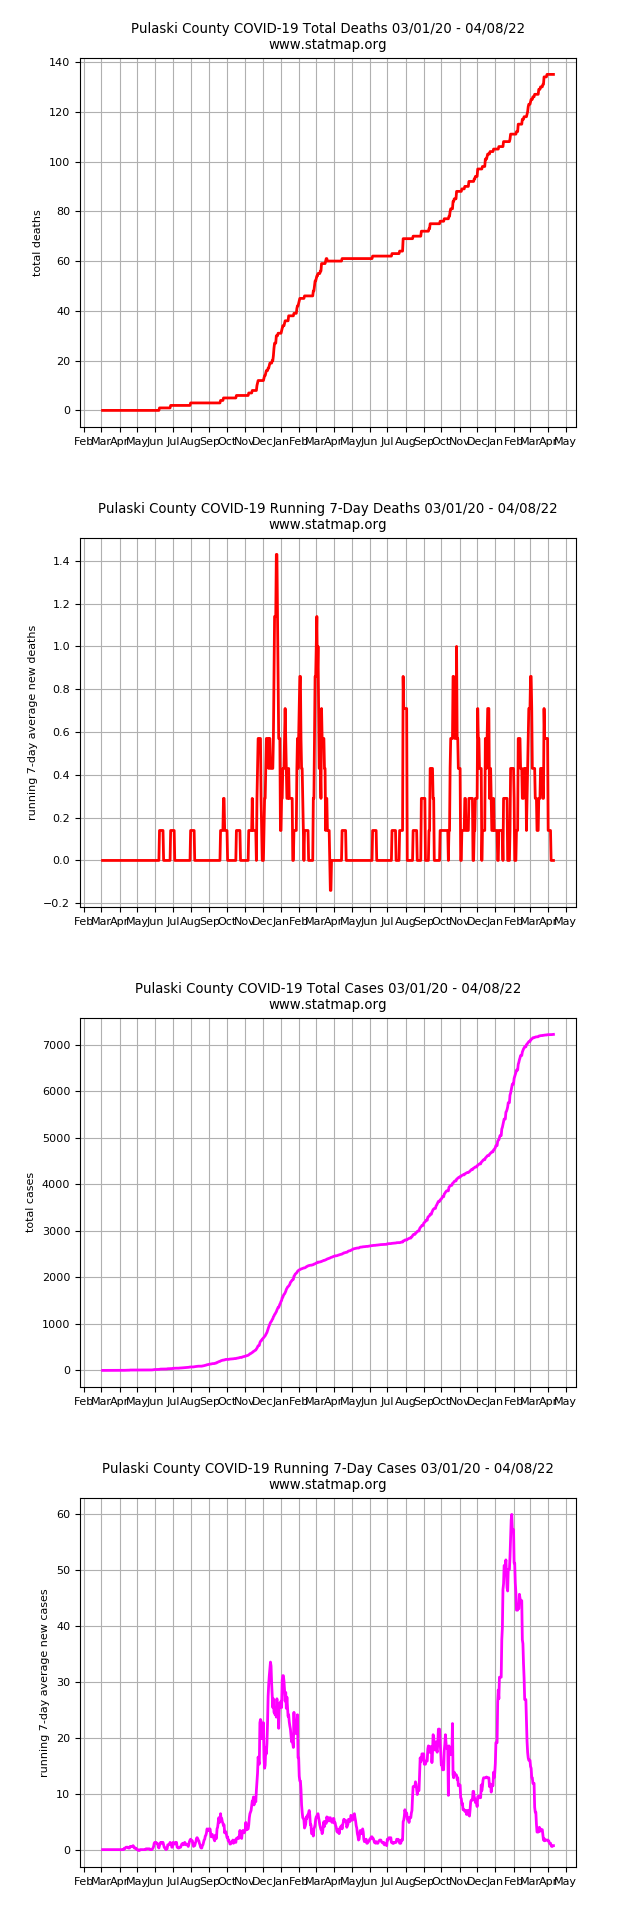 Pulaski County COVID-19 Total Deaths 03/01/20 - 04/08/22
www.statmap.org
140
120
100
80
60
40
20
0
total deaths
Feb Mar Apr May Jun Jul Aug Sep Oct Nov Dec Jan Feb Mar Apr May Jun Jul Aug Sep Oct Nov Dec Jan Feb Mar Apr May
Pulaski County COVID-19 Running 7-Day Deaths 03/01/20 - 04/08/22
www.statmap.org
1.4
1.2
1.0
0.8
0.6
0.4
0.2
0.0
−0.2
running 7-day average new deaths
Feb Mar Apr May Jun Jul Aug Sep Oct Nov Dec Jan Feb Mar Apr May Jun Jul Aug Sep Oct Nov Dec Jan Feb Mar Apr May
Pulaski County COVID-19 Total Cases 03/01/20 - 04/08/22
www.statmap.org
7000
6000
5000
4000
3000
2000
1000
0
total cases
Feb Mar Apr May Jun Jul Aug Sep Oct Nov Dec Jan Feb Mar Apr May Jun Jul Aug Sep Oct Nov Dec Jan Feb Mar Apr May
Pulaski County COVID-19 Running 7-Day Cases 03/01/20 - 04/08/22
www.statmap.org
60
50
40
30
20
10
0
running 7-day average new cases
Feb Mar Apr May Jun Jul Aug Sep Oct Nov Dec Jan Feb Mar Apr May Jun Jul Aug Sep Oct Nov Dec Jan Feb Mar Apr May